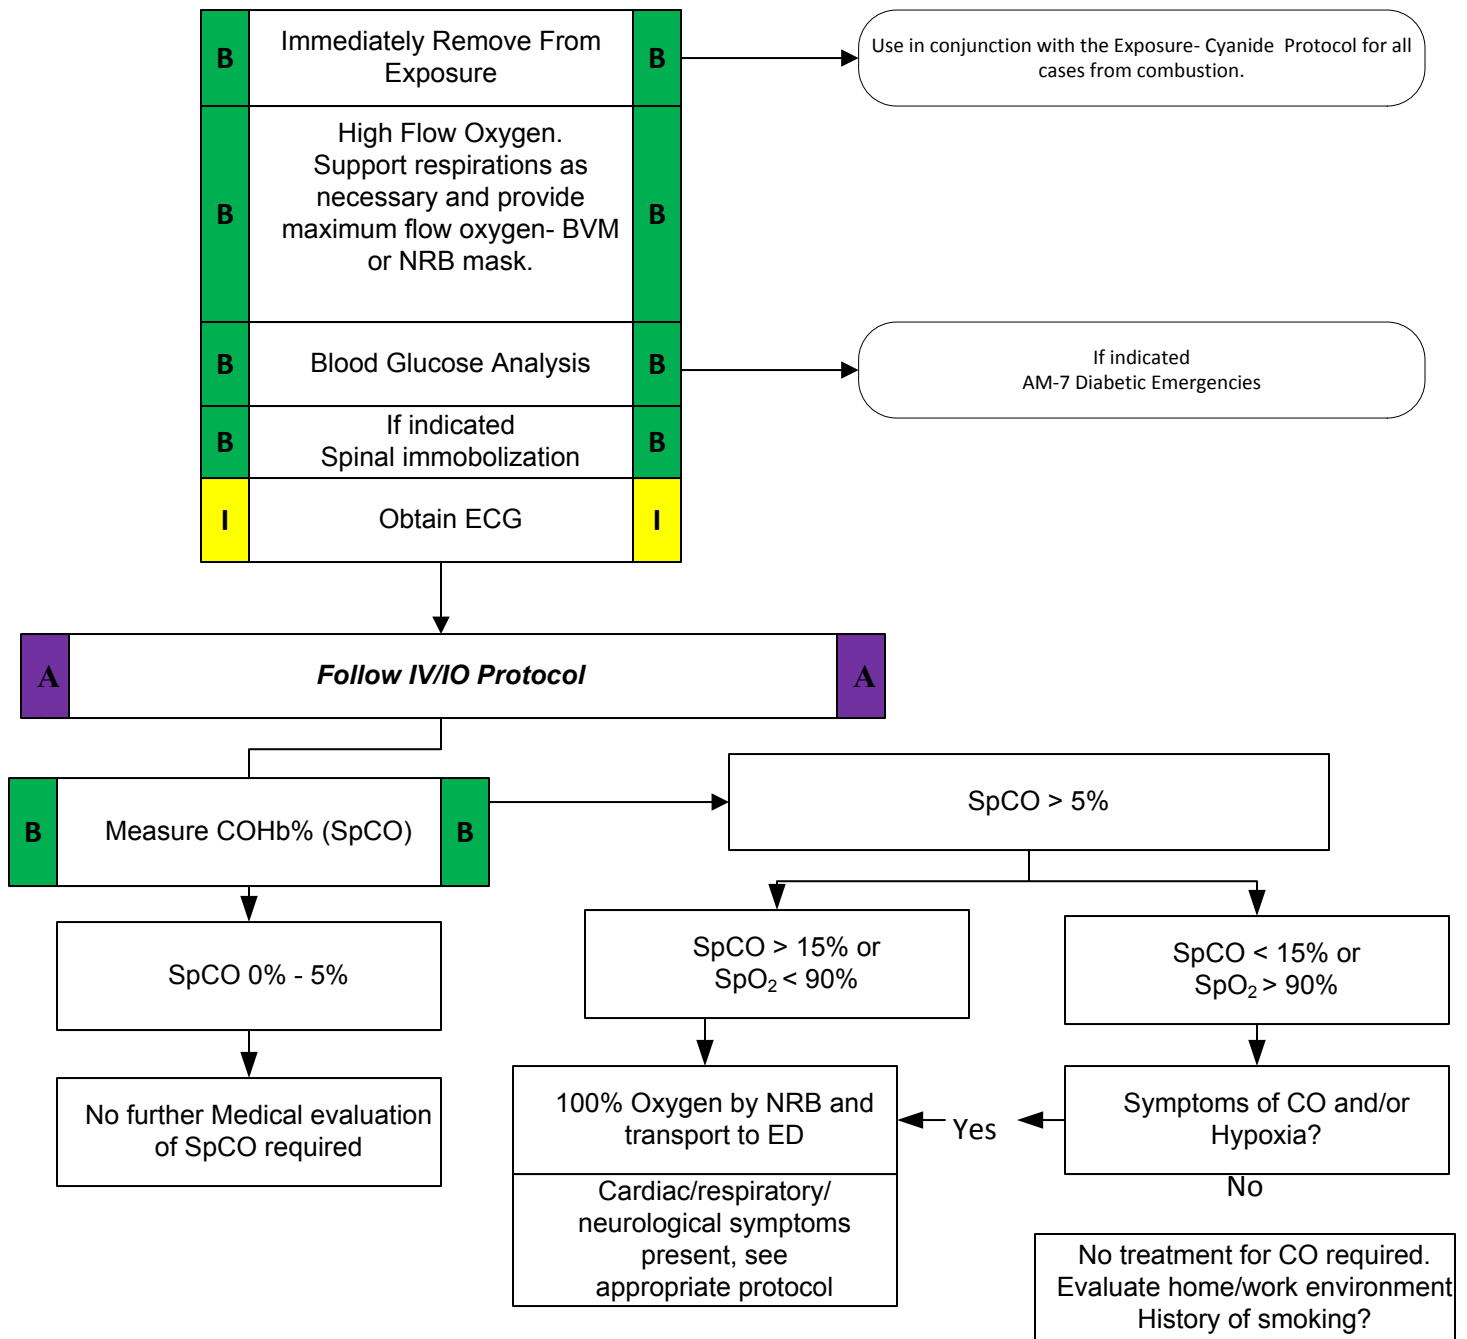 B
Immediately Remove From
Exposure
B
Use in conjunction with the Exposure- Cyanide Protocol for all
cases from combustion.
B
High Flow Oxygen.
Support respirations as
necessary and provide
maximum flow oxygen- BVM
or NRB mask.
B
B
Blood Glucose Analysis
B
If indicated
AM-7 Diabetic Emergencies
B
If indicated
Spinal immobolization
B
I
Obtain ECG
I
A
Follow IV/IO Protocol
A
B
Measure COHb% (SpCO)
B
SpCO > 5%
SpCO 0% - 5%
SpCO > 15% or
SpO₂ < 90%
SpCO < 15% or
SpO₂ > 90%
No further Medical evaluation
of SpCO required
100% Oxygen by NRB and
transport to ED
Yes
Symptoms of CO and/or
Hypoxia?
No
Cardiac/respiratory/
neurological symptoms
present, see
appropriate protocol
No treatment for CO required.
Evaluate home/work environment
History of smoking?